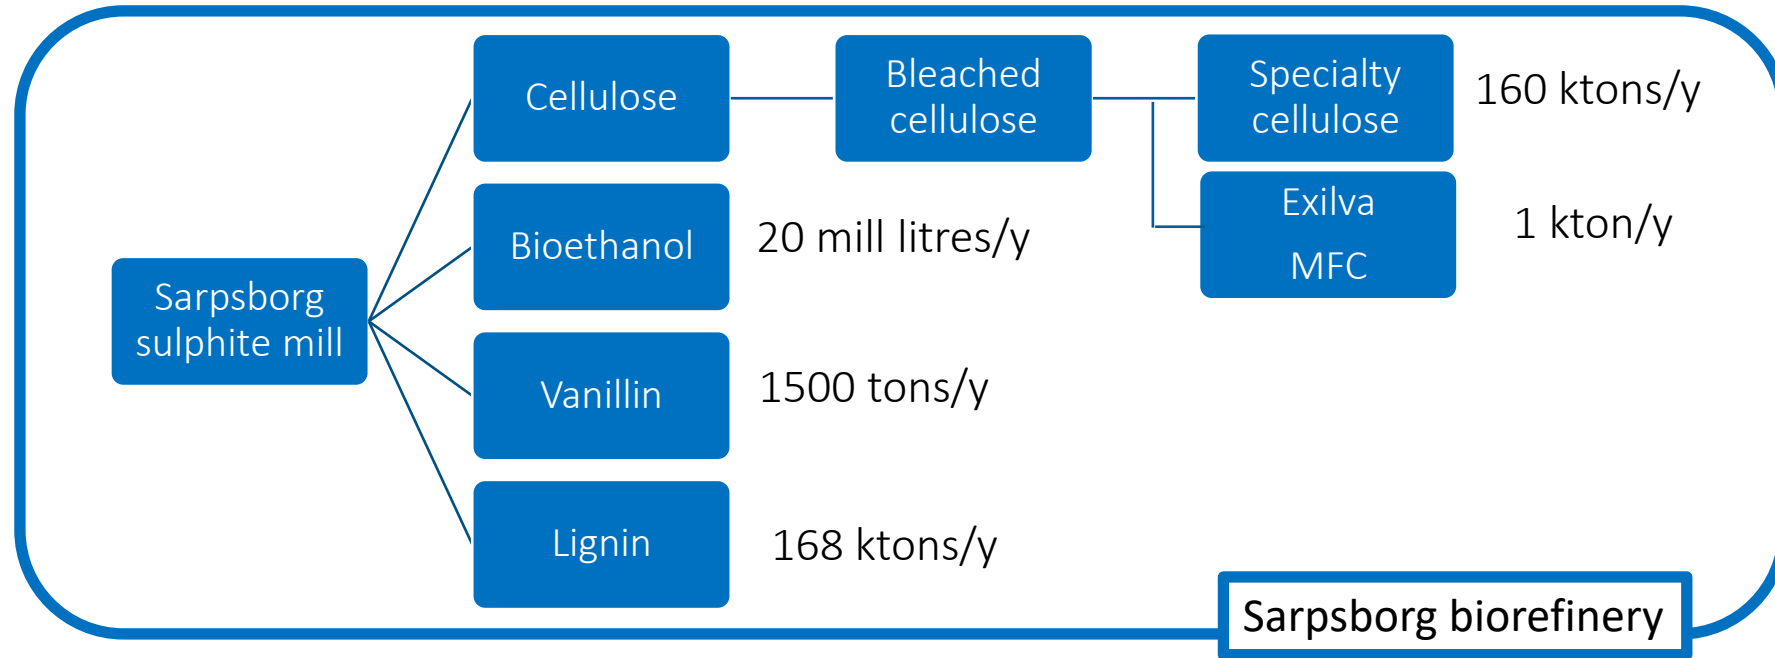 Cellulose
Bleached
cellulose
Specialty
cellulose
160 ktons/y
Bioethanol
20 mill litres/y
Exilva
MFC
1 kton/y
Sarpsborg
sulphite mill
Vanillin
1500 tons/y
Lignin
168 ktons/y
Sarpsborg biorefinery